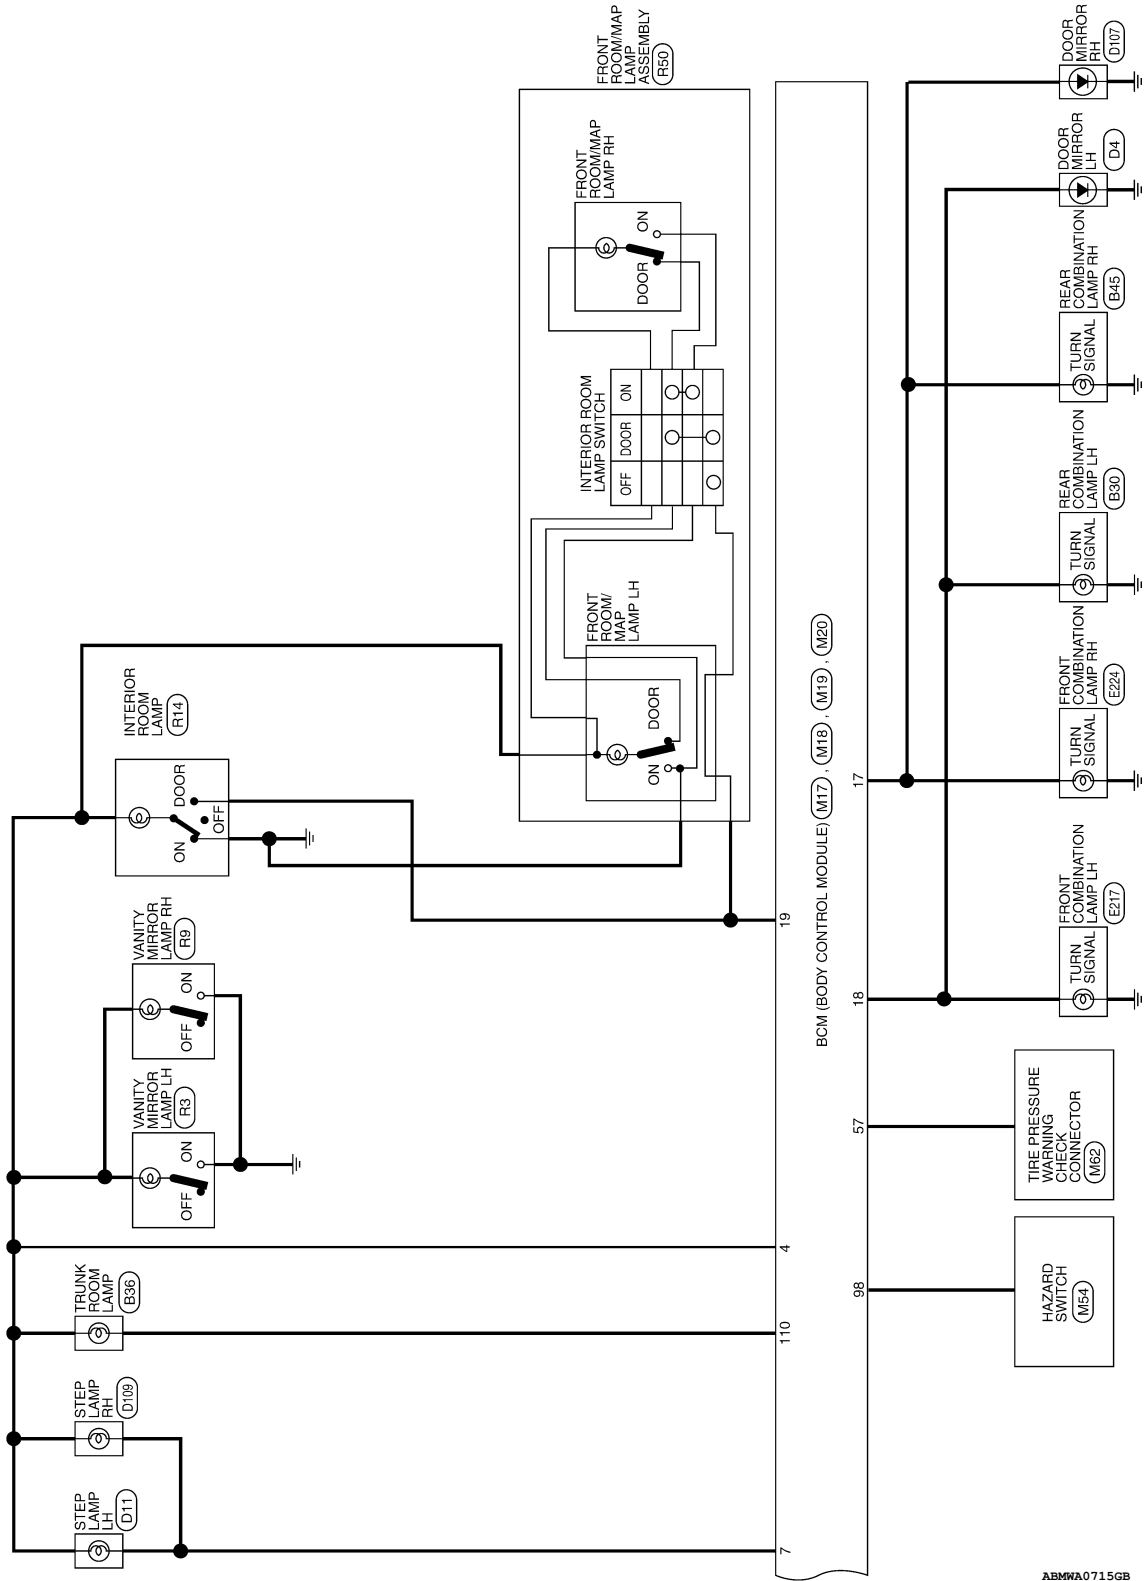 STEP
LAMP
LH
D11
STEP
LAMP
RH
D109
TRUNK
ROOM
LAMP
B36
VANITY
MIRROR
LAMP LH
R3
OFF
ON
VANITY
MIRROR
LAMP RH
R9
OFF
ON
INTERIOR
ROOM
LAMP
R14
ON
DOOR
OFF
FRONT
ROOM/MAP
LAMP
ASSEMBLY
R50
FRONT
ROOM/
MAP
LAMP LH
ON
DOOR
INTERIOR ROOM
LAMP SWITCH
OFF
DOOR
ON
FRONT
ROOM/MAP
LAMP RH
DOOR
ON
7
110
4
19
BCM (BODY CONTROL MODULE) M17 , M18 , M19 , M20
98
57
18
17
HAZARD
SWITCH
M54
TIRE PRESSURE
WARNING
CHECK
CONNECTOR
M62
FRONT
COMBINATION
LAMP LH
E217
TURN
SIGNAL
FRONT
COMBINATION
LAMP RH
E224
TURN
SIGNAL
REAR
COMBINATION
LAMP LH
B30
TURN
SIGNAL
REAR
COMBINATION
LAMP RH
B45
TURN
SIGNAL
DOOR
MIRROR
LH
D4
DOOR
MIRROR
RH
D107
ABMWA0715GB